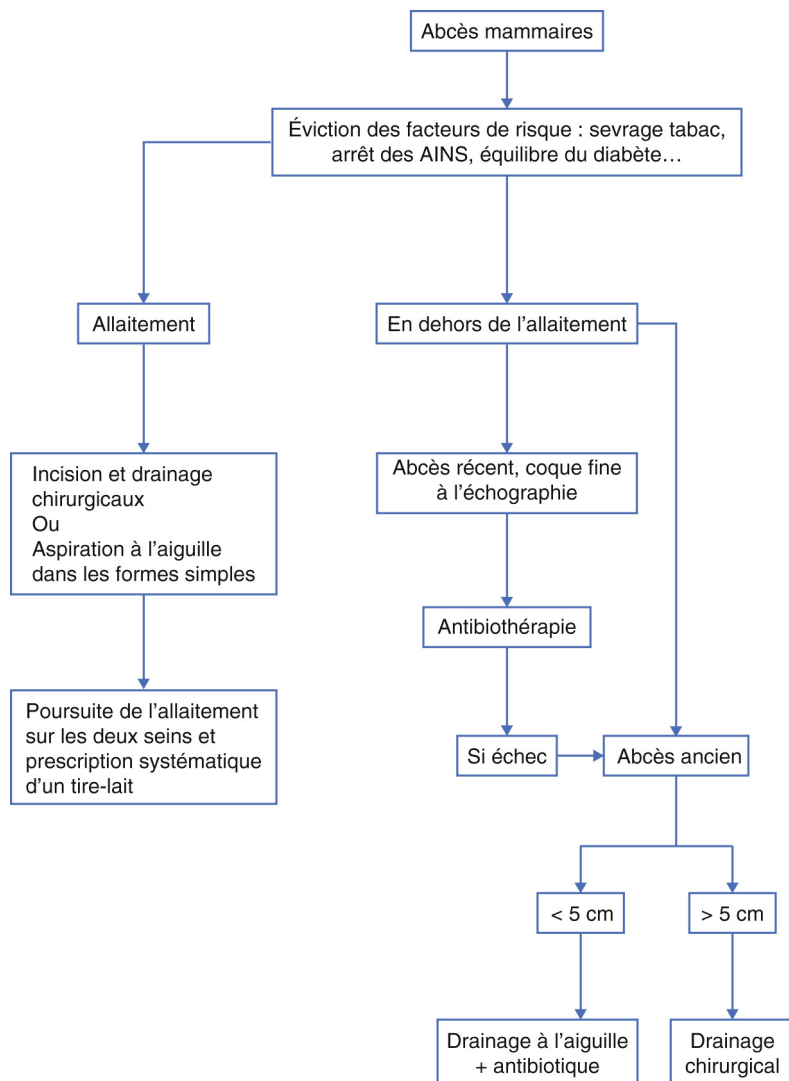 Abcès mammaires
Éviction des facteurs de risque : sevrage tabac,
arrêt des AINS, équilibre du diabète…
Allaitement
En dehors de l’allaitement
Incision et drainage
chirurgicaux
Ou
Aspiration à l’aiguille
dans les formes simples
Abcès récent, coque fine
à l’échographie
Antibiothérapie
Poursuite de l’allaitement
sur les deux seins et
prescription systématique
d’un tire-lait
Si échec
Abcès ancien
< 5 cm
> 5 cm
Drainage à l’aiguille
+ antibiotique
Drainage
chirurgical